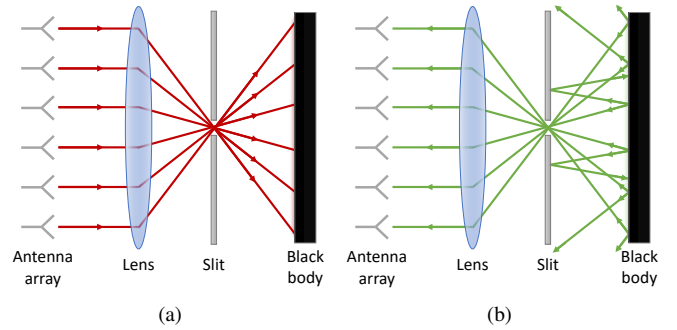 Antenna
array
Lens
Slit
Black
body
Antenna
array
Lens
Slit
Black
body
(a)
(b)